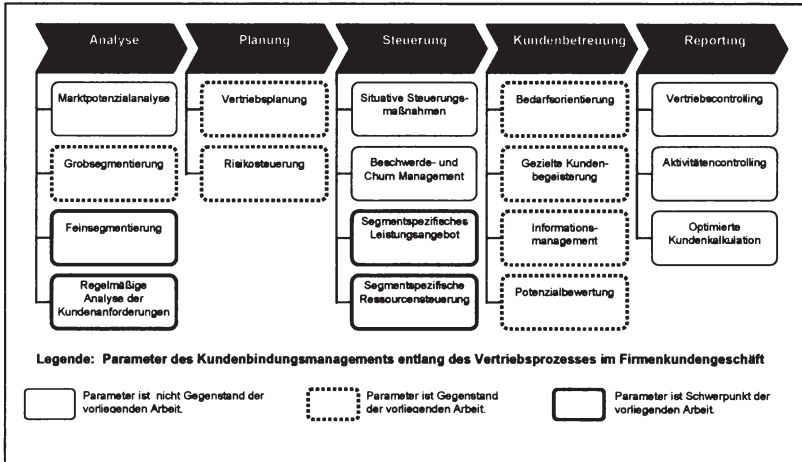 Analyse
Planung
Steuerung
Kundenbetreuung
Reporting
Marktpotenzialanalyse
Grobsegmentierung
Feinsegmentierung
Regelmäßige
Analyse der
Kundenanforderungen
Vertriebsplanung
Risikosteuerung
Situative Steuerungs-
maßnahmen
Beschwerde- und
Churn Management
Segmentspezifisches
Leistungsangebot
Segmentspezifische
Ressourcensteuerung
Bedarfsorientierung
Gezielte Kunden-
begeisterung
Informations-
management
Potenzialbewertung
Vertriebscontrolling
Aktivitätencontrolling
Optimierte
Kundenkalkulation
Legende: Parameter des Kundenbindungsmanagements entlang des Vertriebsprozesses im Firmenkundengeschäft
Parameter ist nicht Gegenstand der
vorliegenden Arbeit.
Parameter ist Gegenstand
der vorliegenden Arbeit.
Parameter ist Schwerpunkt der
vorliegenden Arbeit.